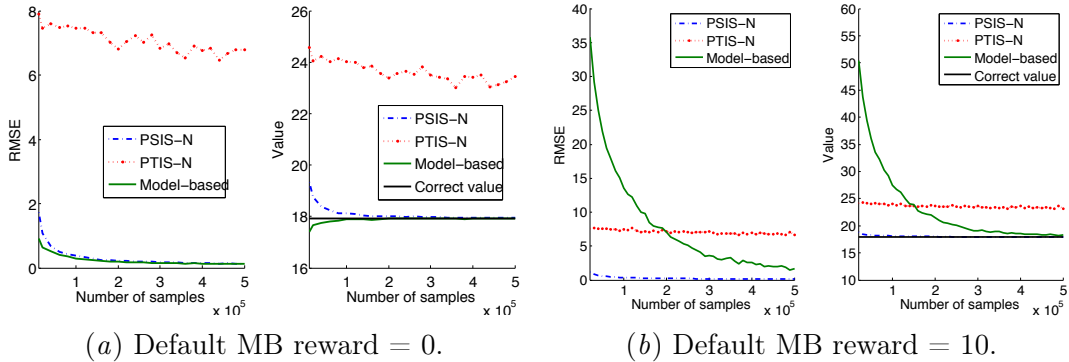 8
6
4
2
0
RMSE
PSIS−N
PTIS−N
Model−based
1 2 3 4 5
Number of samples
x 10^5
26
24
22
20
18
16
Value
PSIS−N
PTIS−N
Model−based
Correct value
1 2 3 4 5
Number of samples
x 10^5
(a) Default MB reward = 0.
40
35
30
25
20
15
10
5
0
RMSE
PSIS−N
PTIS−N
Model−based
1 2 3 4 5
Number of samples
x 10^5
60
55
50
45
40
35
30
25
20
15
10
Value
PSIS−N
PTIS−N
Model−based
Correct value
1 2 3 4 5
Number of samples
x 10^5
(b) Default MB reward = 10.